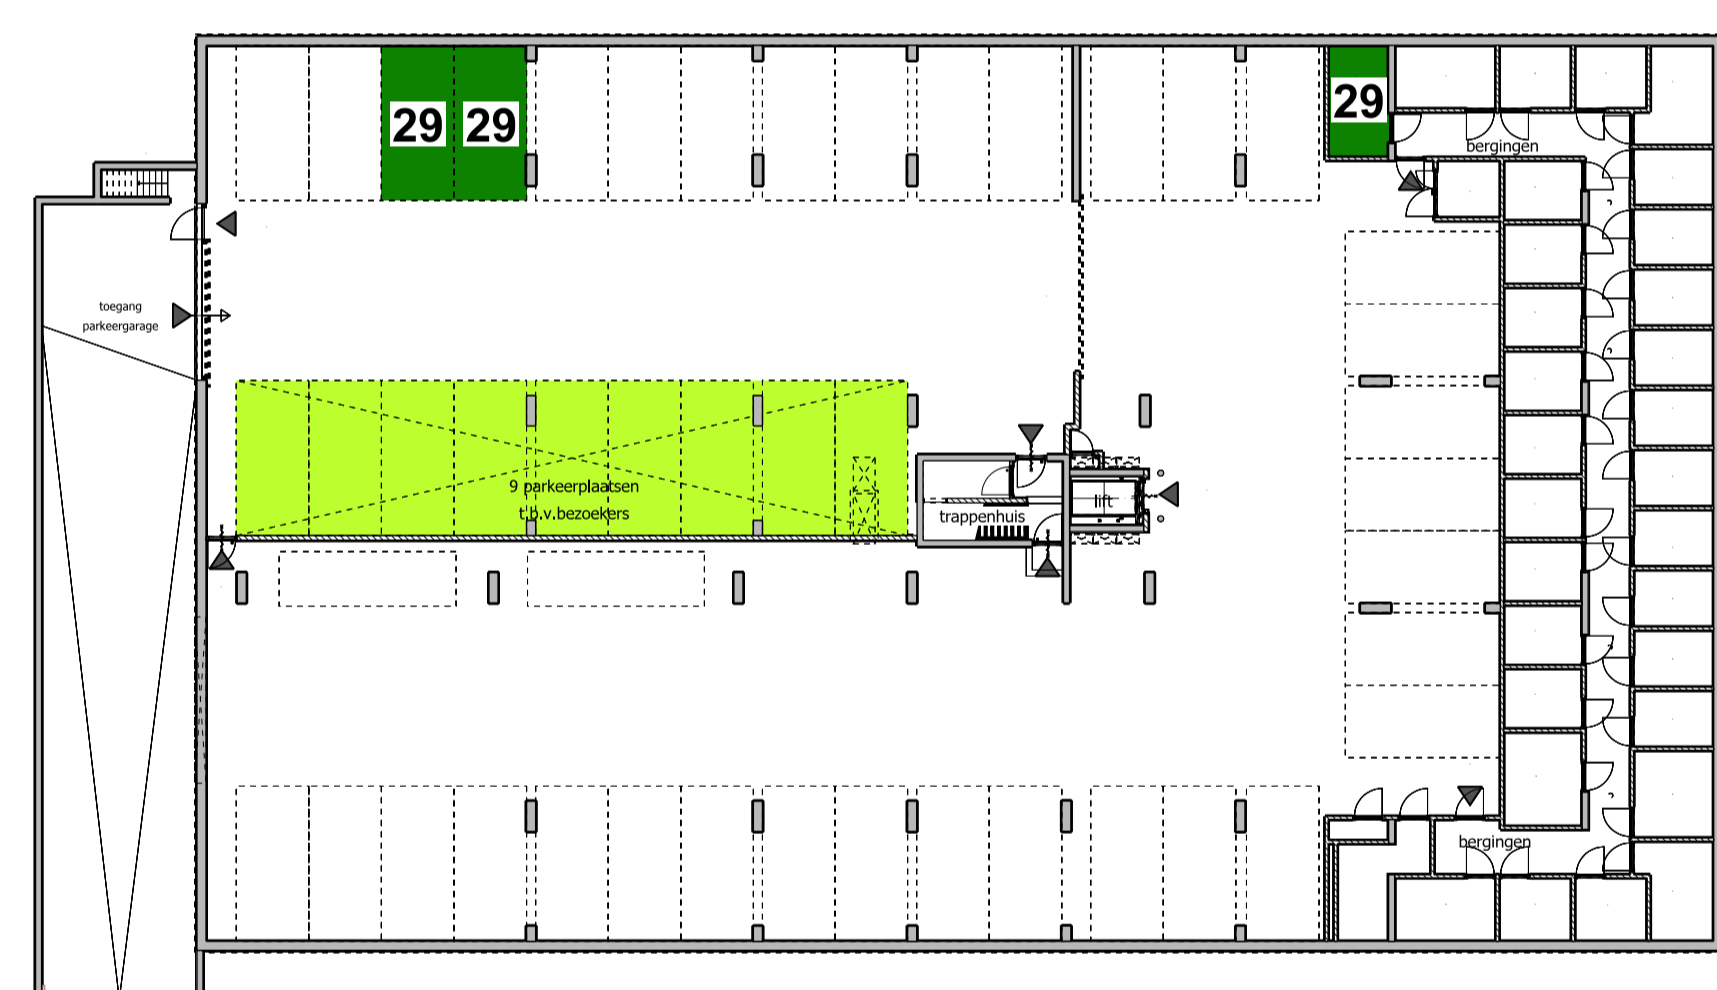 29 29
29
bergingen
toegang
parkeergarage
9 parkeerplaatsen
t.b.v.bezoekers
trappenhuis
lift
bergingen